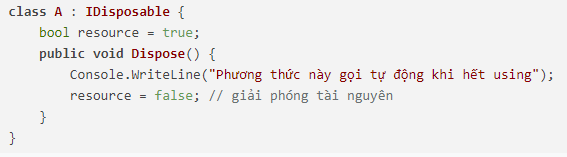 class A : IDisposable {
    bool resource = true;
    public void Dispose() {
        Console.WriteLine("Phương thức này gọi tự động khi hết using");
        resource = false; // giải phóng tài nguyên
    }
}